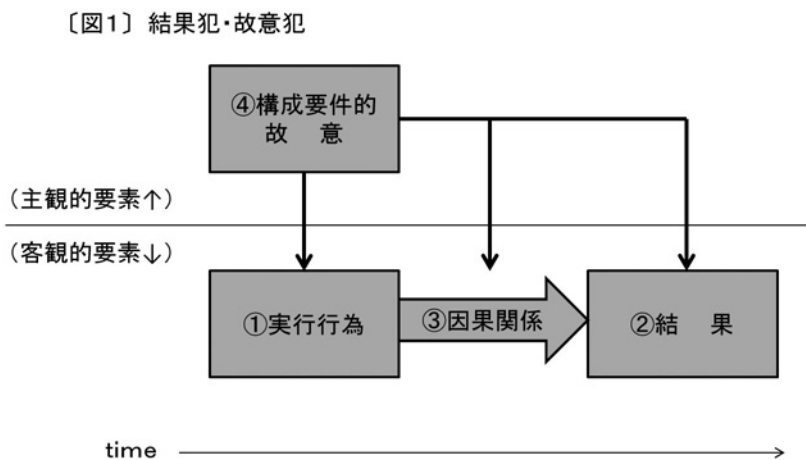 〔図1〕 結果犯・故意犯
④構成要件的
故　意
（主観的要素↑）
（客観的要素↓）
①実行行為
③因果関係
②結　果
time